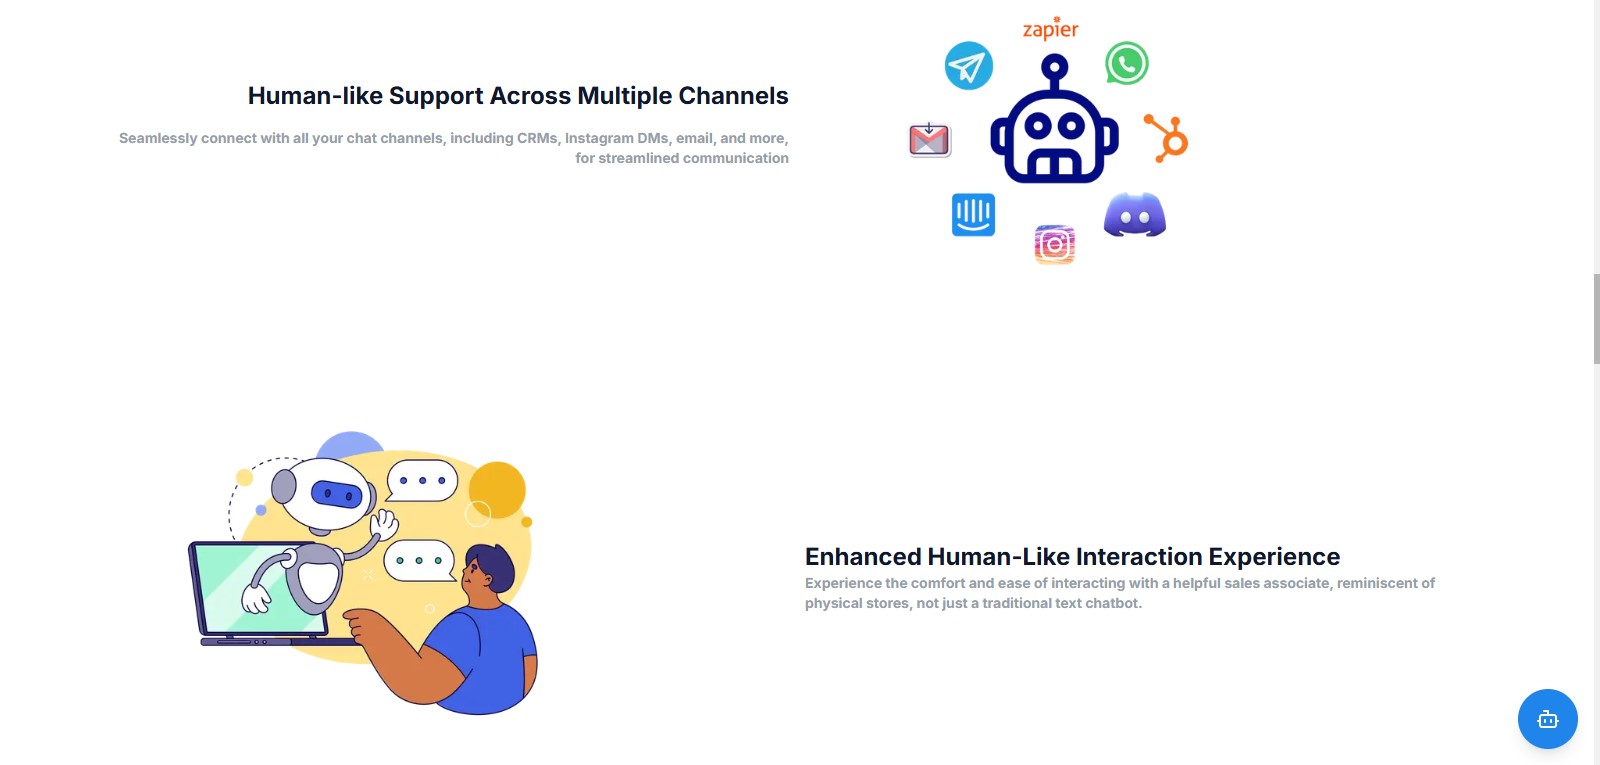 zapier
Human-like Support Across Multiple Channels
Seamlessly connect with all your chat channels, including CRMs, Instagram DMs, email, and more,
for streamlined communication
Enhanced Human-Like Interaction Experience
Experience the comfort and ease of interacting with a helpful sales associate, reminiscent of
physical stores, not just a traditional text chatbot.